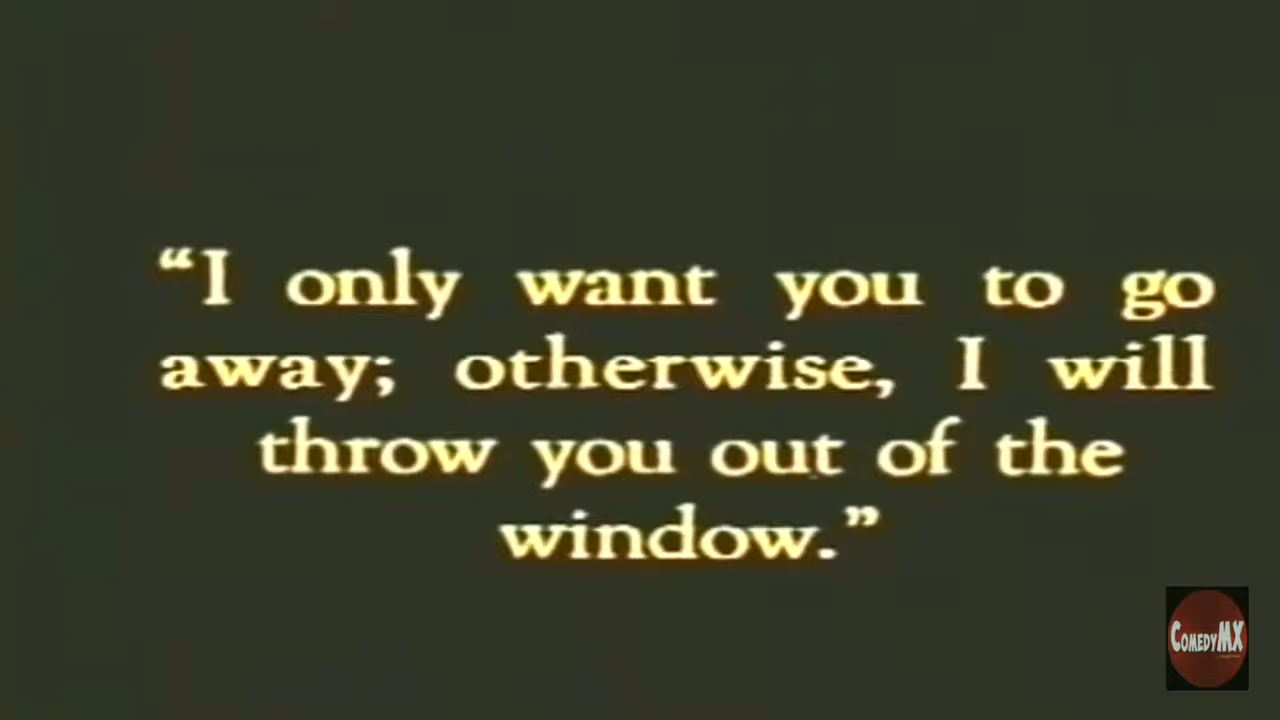 “I only want you to go
away; otherwise, I will
throw you out of the
window.”
COMEDYMX